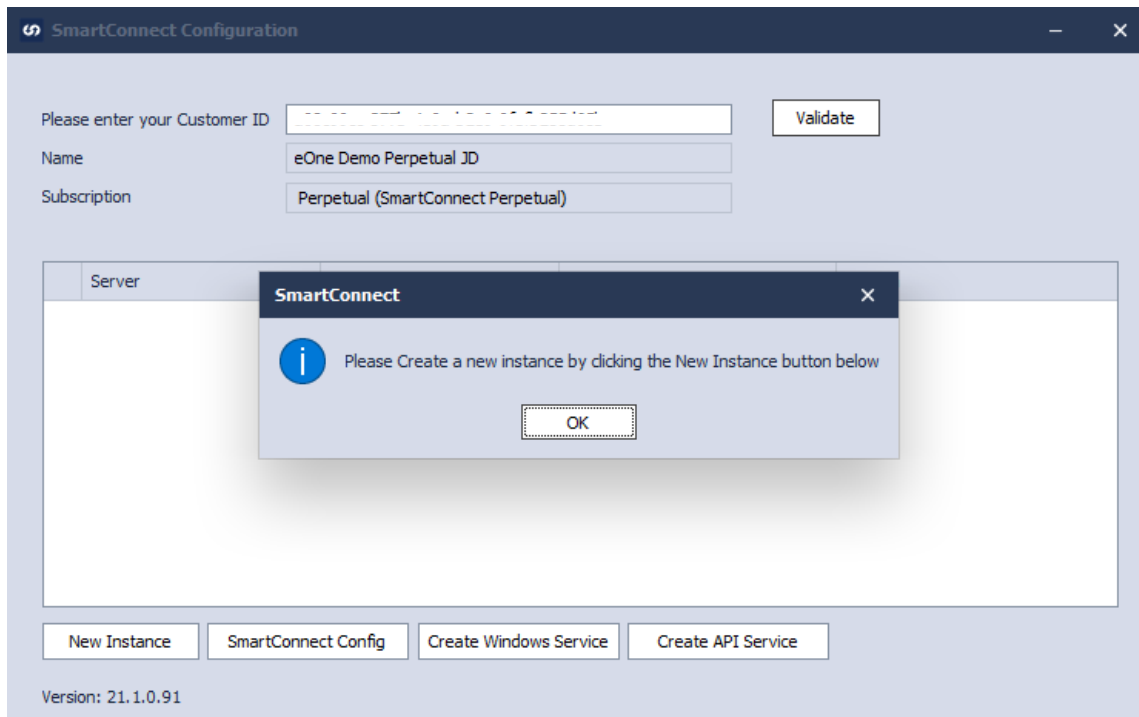 SmartConnect Configuration
Please enter your Customer ID
Validate
Name
eOne Demo Perpetual JD
Subscription
Perpetual (SmartConnect Perpetual)
Server
SmartConnect
Please Create a new instance by clicking the New Instance button below
OK
New Instance
SmartConnect Config
Create Windows Service
Create API Service
Version: 21.1.0.91